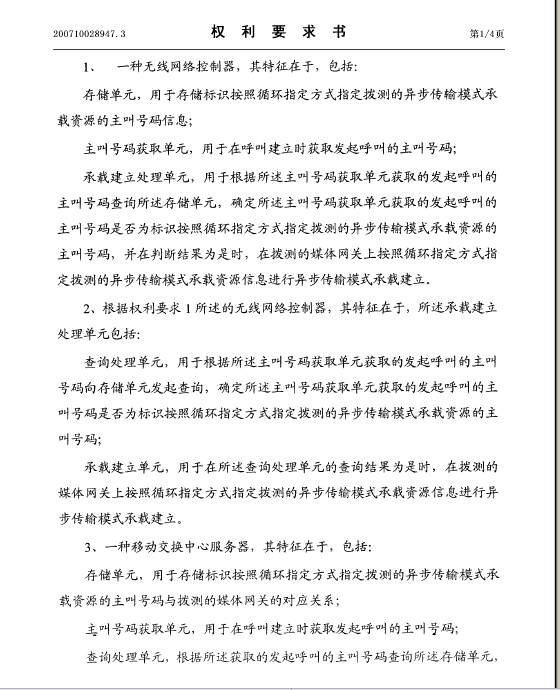 200710028947.3
权利要求书
第1/4页
1、 一种无线网络控制器，其特征在于，包括：
存储单元，用于存储标识按照循环指定方式指定拨测的异步传输模式承
载资源的主叫号码信息；
主叫号码获取单元，用于在呼叫建立时获取发起呼叫的主叫号码；
承载建立处理单元，用于根据所述主叫号码获取单元获取的发起呼叫的
主叫号码查询所述存储单元，确定所述主叫号码获取单元获取的发起呼叫的
主叫号码是否为标识按照循环指定方式指定拨测的异步传输模式承载资源的
主叫号码，并在判断结果为是时，在拨测的媒体网关上按照循环指定方式指
定拨测的异步传输模式承载资源信息进行异步传输模式承载建立。
2、根据权利要求1所述的无线网络控制器，其特征在于，所述承载建立
处理单元包括：
查询处理单元，用于根据所述主叫号码获取单元获取的发起呼叫的主叫
号码向存储单元发起查询，确定所述主叫号码获取单元获取的发起呼叫的主
叫号码是否为标识按照循环指定方式指定拨测的异步传输模式承载资源的主
叫号码；
承载建立单元，用于在所述查询处理单元的查询结果为是时，在拨测的
媒体网关上按照循环指定方式指定拨测的异步传输模式承载资源信息进行异
步传输模式承载建立。
3、一种移动交换中心服务器，其特征在于，包括：
存储单元，用于存储标识按照循环指定方式指定拨测的异步传输模式承
载资源的主叫号码与拨测的媒体网关的对应关系；
主叫号码获取单元，用于在呼叫建立时获取发起呼叫的主叫号码；
查询处理单元，根据所述获取的发起呼叫的主叫号码查询所述存储单元，